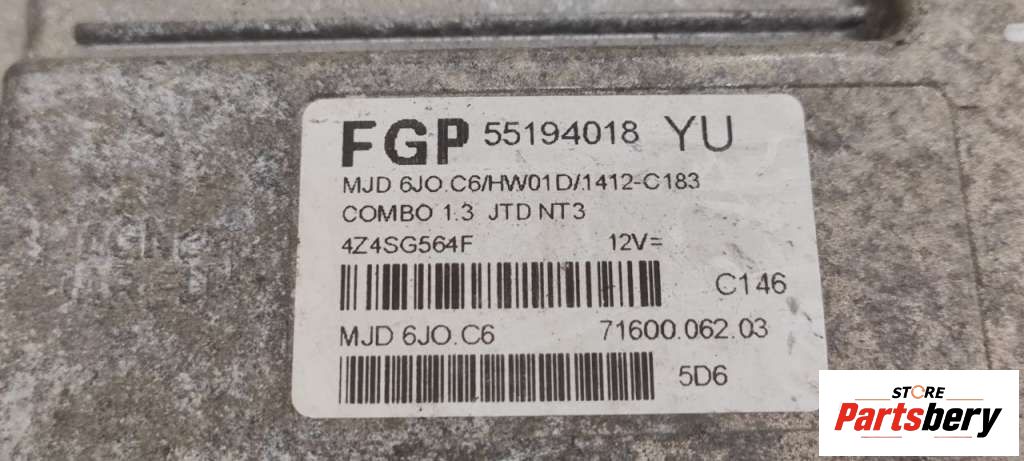 FGP 55194018 YU
MJD 6JO.C6/HW01D/1412-C183
COMBO 1.3 JTD NT3
4Z4SG564F 12V=
C146
MJD 6JO.C6 71600.062.03
5D6
STORE
Partsbery